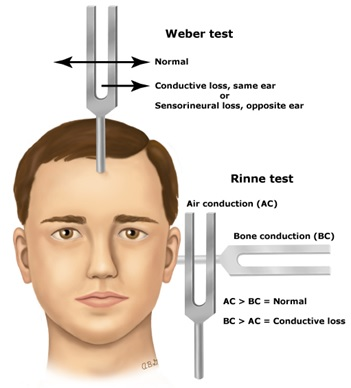 Weber test
Normal
Conductive loss, same ear
or
Sensorineural loss, opposite ear
Rinne test
Air conduction (AC)
Bone conduction (BC)
AC > BC = Normal
BC > AC = Conductive loss